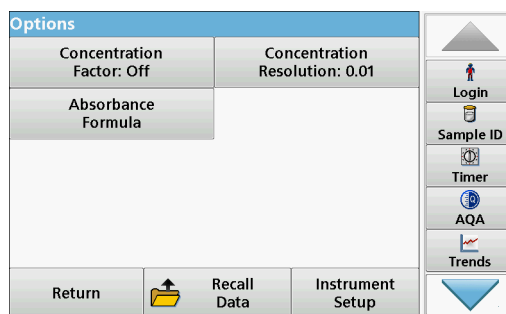 Options
Concentration
Factor: Off
Concentration
Resolution: 0.01
Absorbance
Formula
Return
Recall
Data
Instrument
Setup
Login
Sample ID
Timer
AQA
Trends